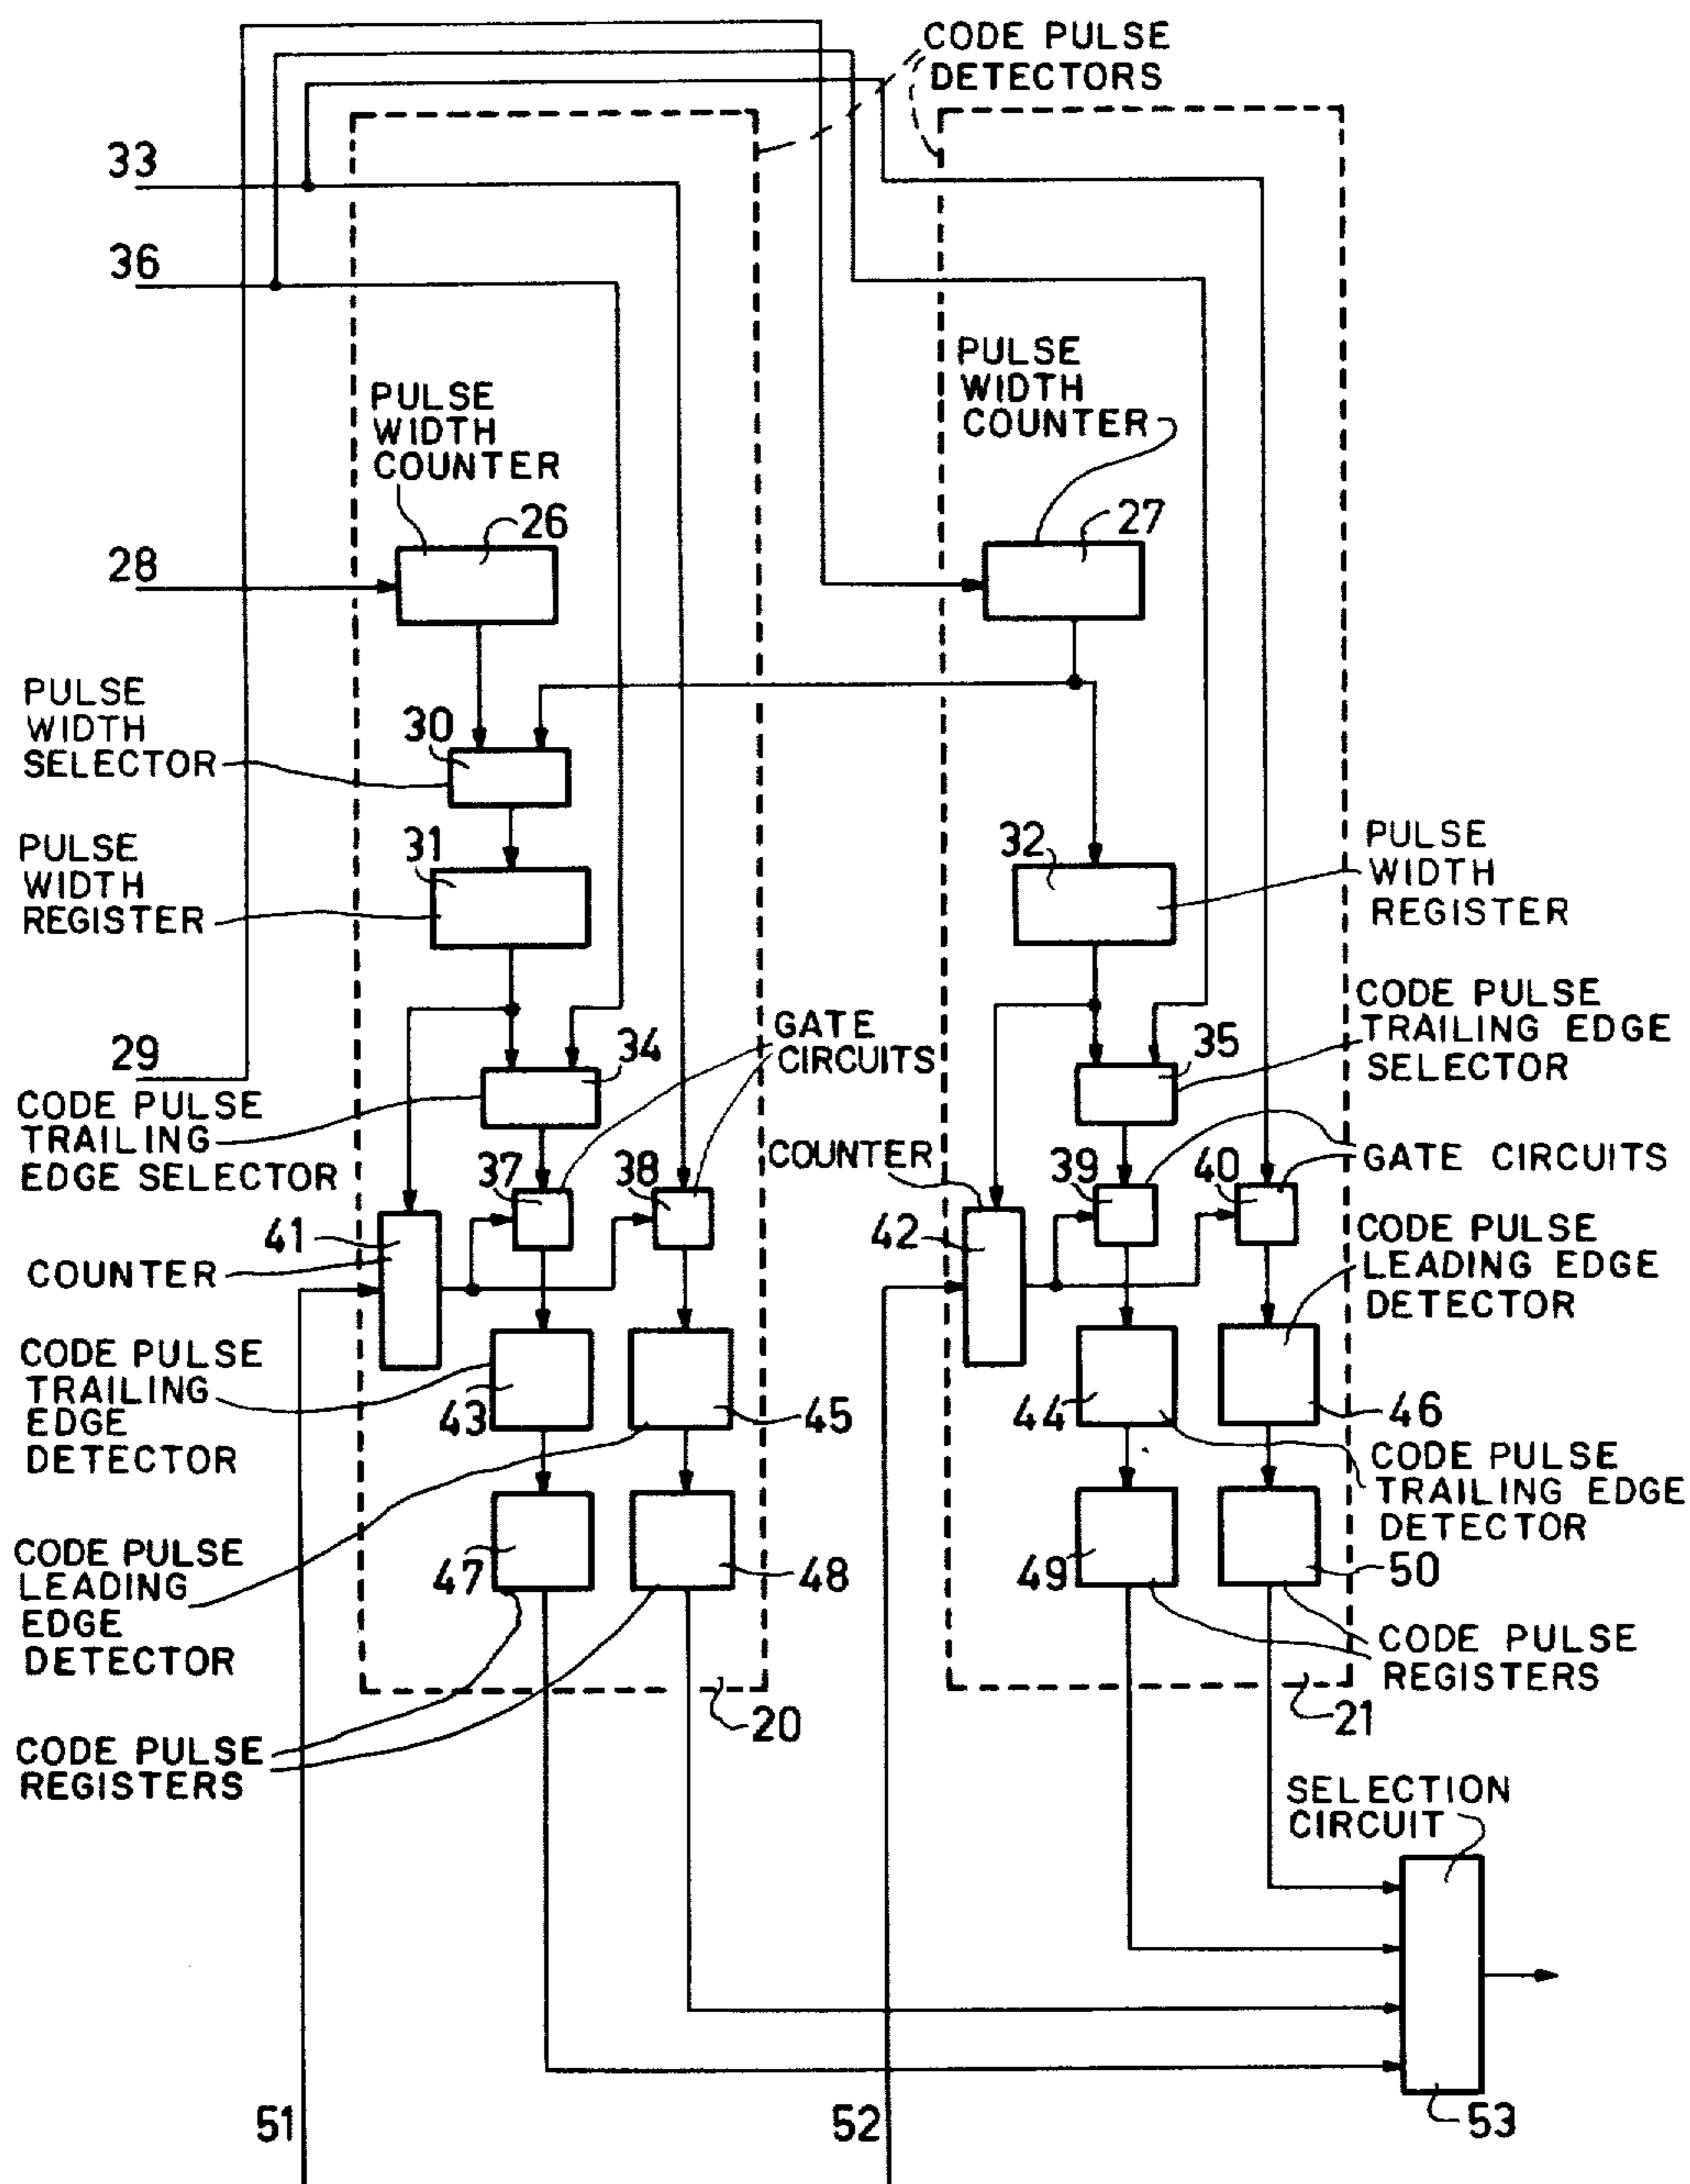 CODE PULSE
DETECTORS
33
36
PULSE
WIDTH
COUNTER
PULSE
WIDTH
COUNTER
26
27
28
PULSE
WIDTH
SELECTOR
30
PULSE
WIDTH
REGISTER
31
32
PULSE
WIDTH
REGISTER
29
34
GATE
CIRCUITS
35
CODE PULSE
TRAILING EDGE
SELECTOR
CODE PULSE
TRAILING
EDGE SELECTOR
37
38
COUNTER
39
40
GATE CIRCUITS
41
COUNTER
42
CODE PULSE
LEADING EDGE
DETECTOR
CODE PULSE
TRAILING
EDGE
DETECTOR
43
45
44
46
CODE PULSE
TRAILING EDGE
DETECTOR
CODE PULSE
LEADING
EDGE
DETECTOR
47
48
49
50
CODE PULSE
REGISTERS
20
21
CODE PULSE
REGISTERS
SELECTION
CIRCUIT
51
52
53